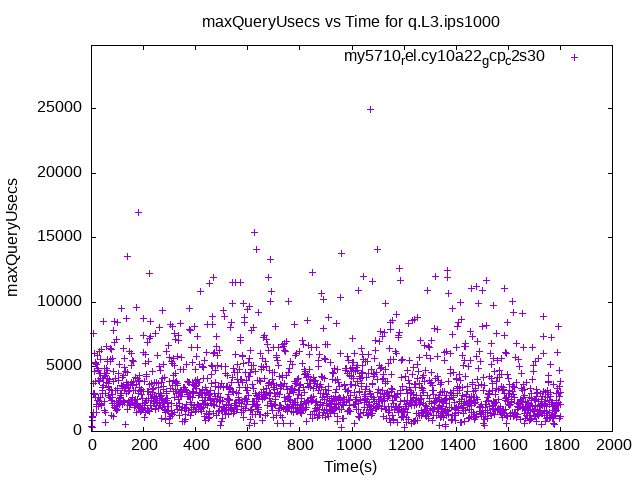 maxQueryUsecs vs Time for q.L3.ips1000
my5710rel.cy10a22gcpc2s30
25000
20000
15000
10000
5000
0
maxQueryUsecs
0 200 400 600 800 1000 1200 1400 1600 1800 2000
Time(s)